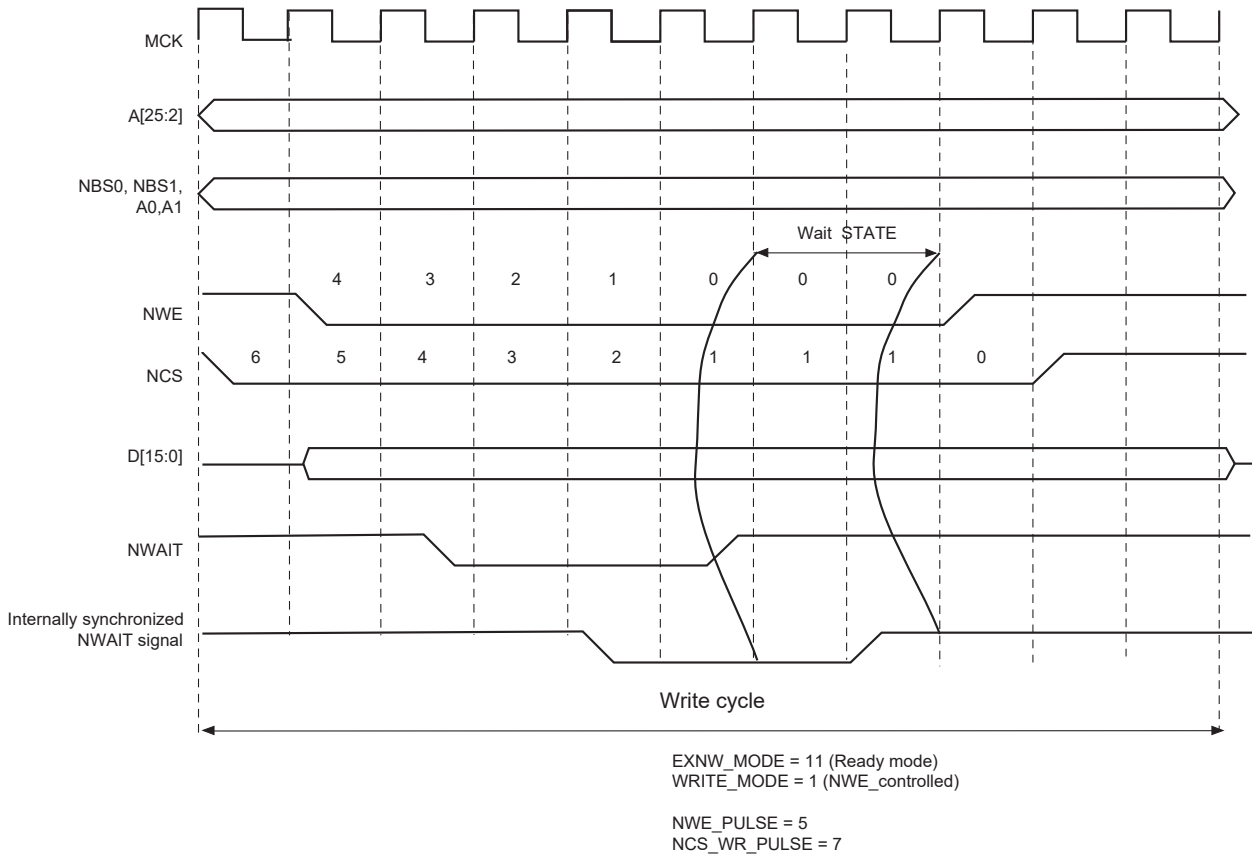 MCK
A[25:2]
NBS0, NBS1,
A0,A1
Wait STATE
4 3 2 1 0 0 0
NWE
6 5 4 3 2 1 1 1 0
NCS
D[15:0]
NWAIT
Internally synchronized
NWAIT signal
Write cycle
EXNW_MODE = 11 (Ready mode)
WRITE_MODE = 1 (NWE_controlled)
NWE_PULSE = 5
NCS_WR_PULSE = 7